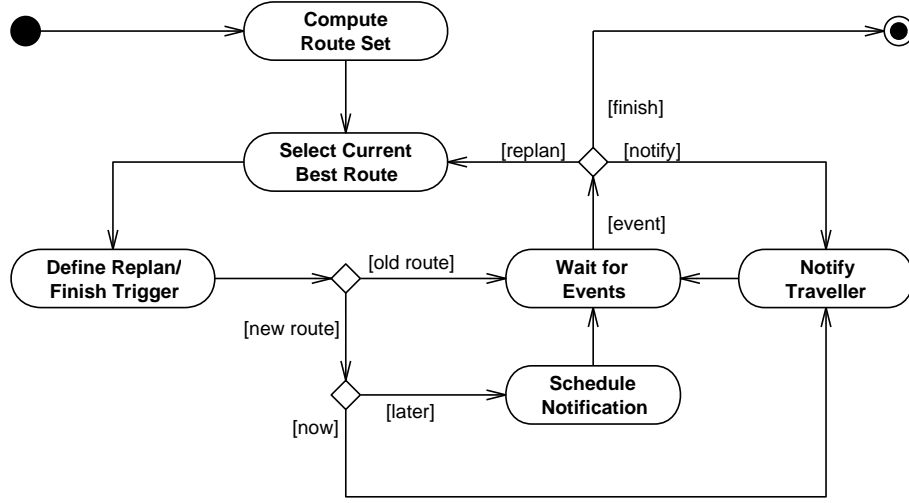 Compute
Route Set
[finish]
Select Current
Best Route
[replan]
[notify]
[event]
Define Replan/
Finish Trigger
[old route]
Wait for
Events
Notify
Traveller
[new route]
Schedule
Notification
[later]
[now]